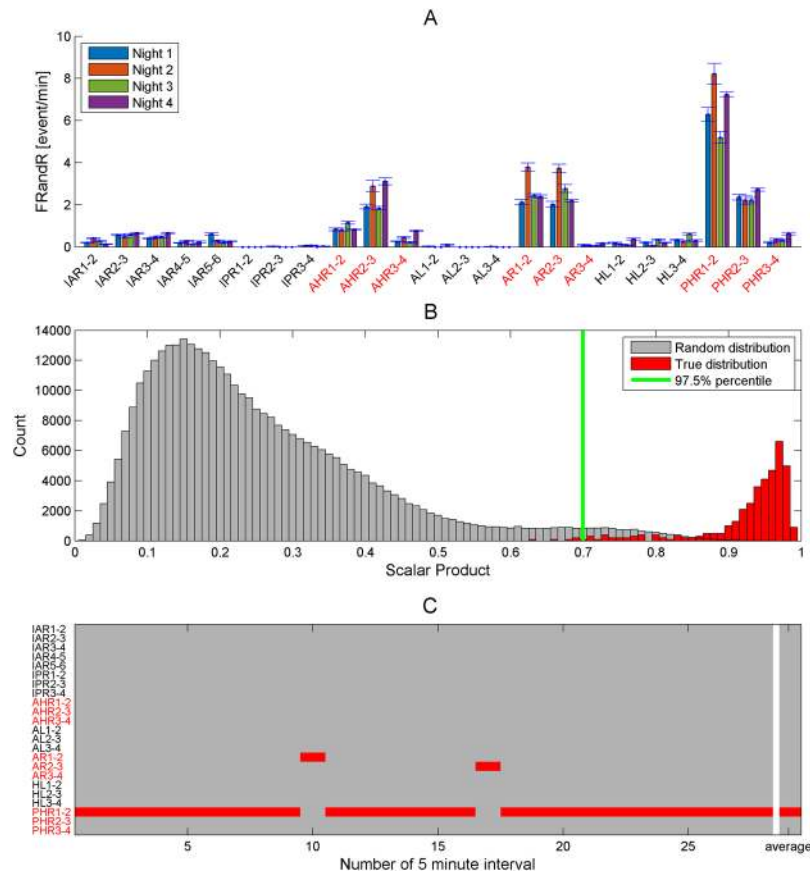 A
FRandR [event/min]
10
8
6
4
2
0
Night 1
Night 2
Night 3
Night 4
IAR1-2
IAR2-3
IAR3-4
IAR4-5
IAR5-6
IPR1-2
IPR2-3
IPR3-4
AHR1-2
AHR2-3
AHR3-4
AL1-2
AL2-3
AL3-4
AR1-2
AR2-3
AR3-4
HL1-2
HL2-3
HL3-4
PHR1-2
PHR2-3
PHR3-4
B
Count
14000
12000
10000
8000
6000
4000
2000
0
Random distribution
True distribution
97.5% percentile
0 0.1 0.2 0.3 0.4 0.5 0.6 0.7 0.8 0.9 1
Scalar Product
C
IAR1-2
IAR2-3
IAR3-4
IAR4-5
IAR5-6
IPR1-2
IPR2-3
IPR3-4
AHR1-2
AHR2-3
AHR3-4
AL1-2
AL2-3
AL3-4
AR1-2
AR2-3
AR3-4
HL1-2
HL2-3
HL3-4
PHR1-2
PHR2-3
PHR3-4
5 10 15 20 25 average
Number of 5 minute interval